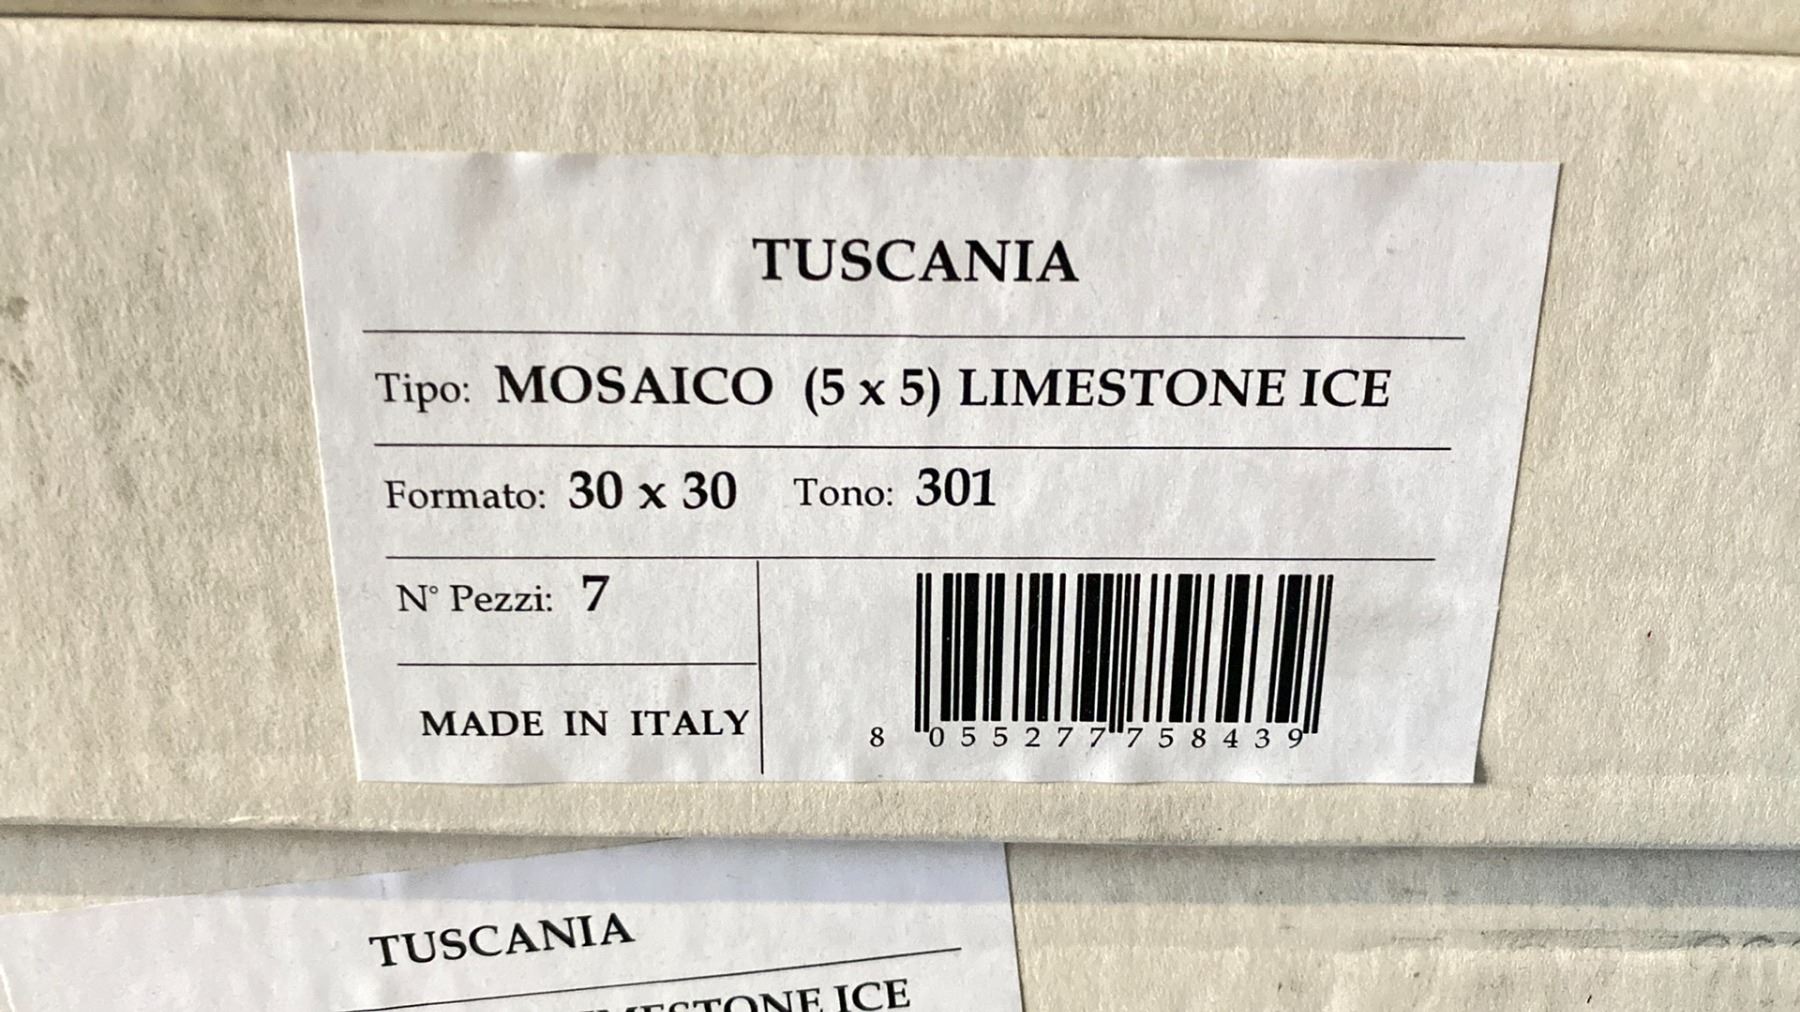 TUSCANIA
Tipo: MOSAICO (5 x 5) LIMESTONE ICE
Formato: 30 x 30 Tono: 301
N° Pezzi: 7
MADE IN ITALY
8 055277 758439
TUSCANIA
ICE